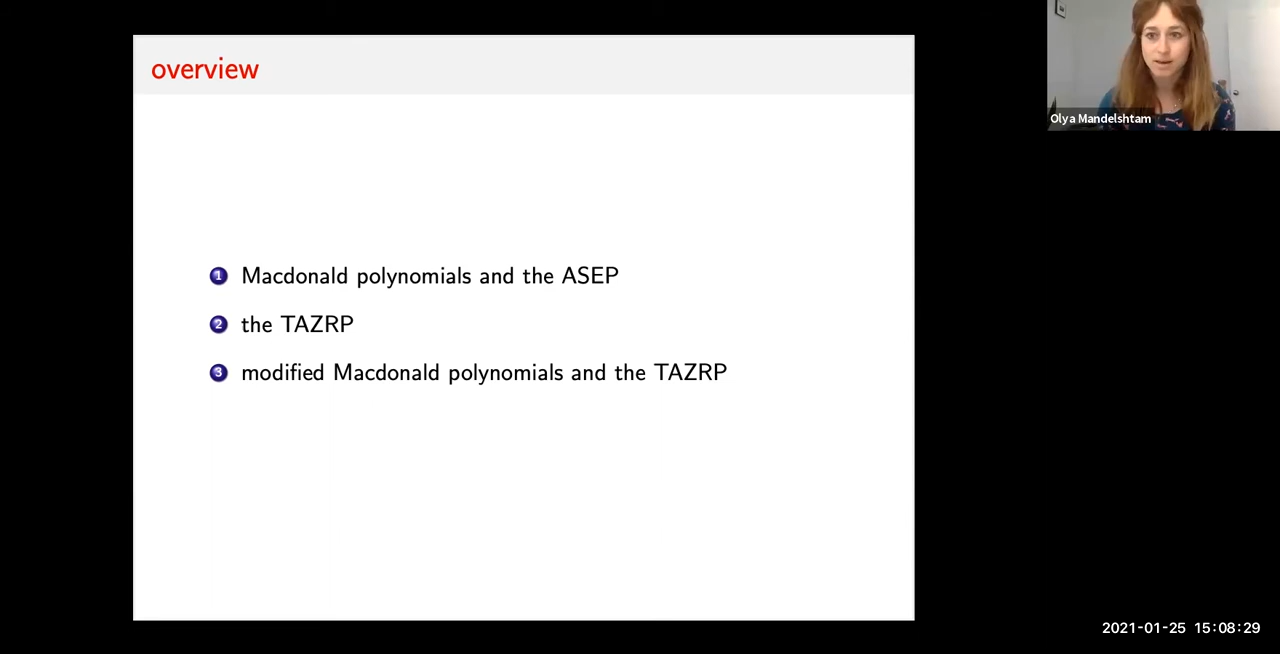 overview
Olya Mandelshtam
1 Macdonald polynomials and the ASEP
2 the TAZRP
3 modified Macdonald polynomials and the TAZRP
2021-01-25 15:08:29